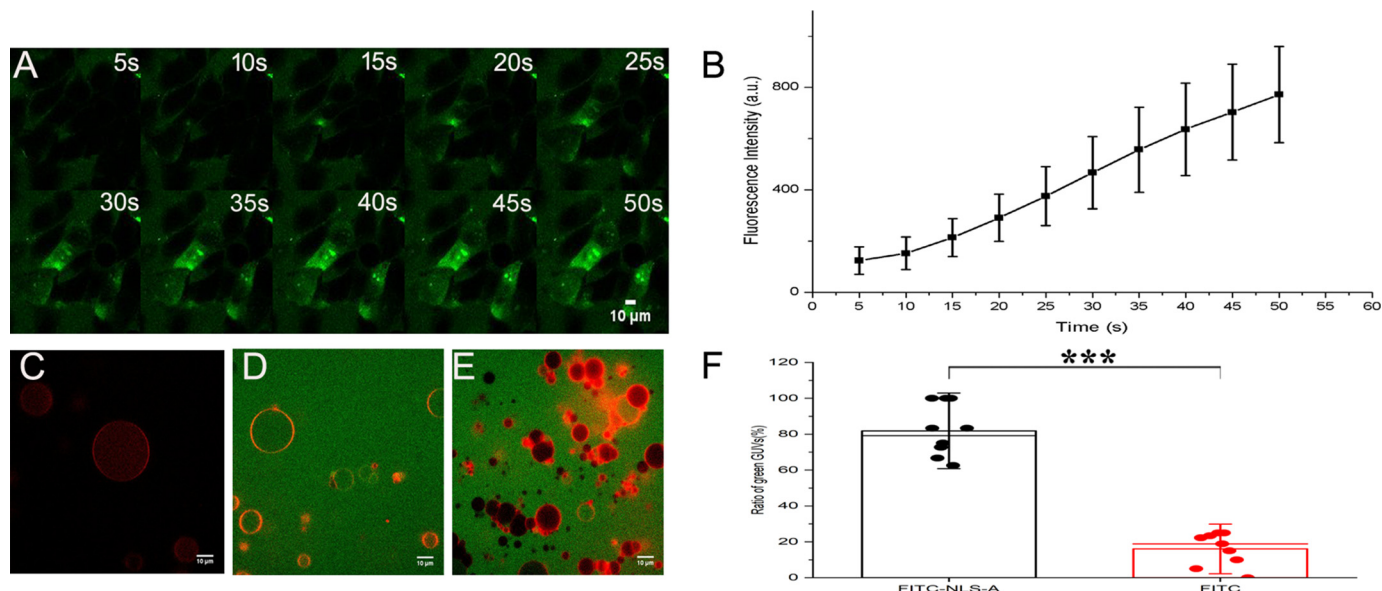 A
5s 10s 15s 20s 25s
30s 35s 40s 45s 50s
10 μm
B
Fluorescence Intensity (a.u.)
800
400
0
0 5 10 15 20 25 30 35 40 45 50 55 60
Time (s)
C
10 μm
D
10 μm
E
10 μm
F
***
Ratio of green GUVs(%)
120
100
80
60
40
20
0
FITC-NLS-A FITC